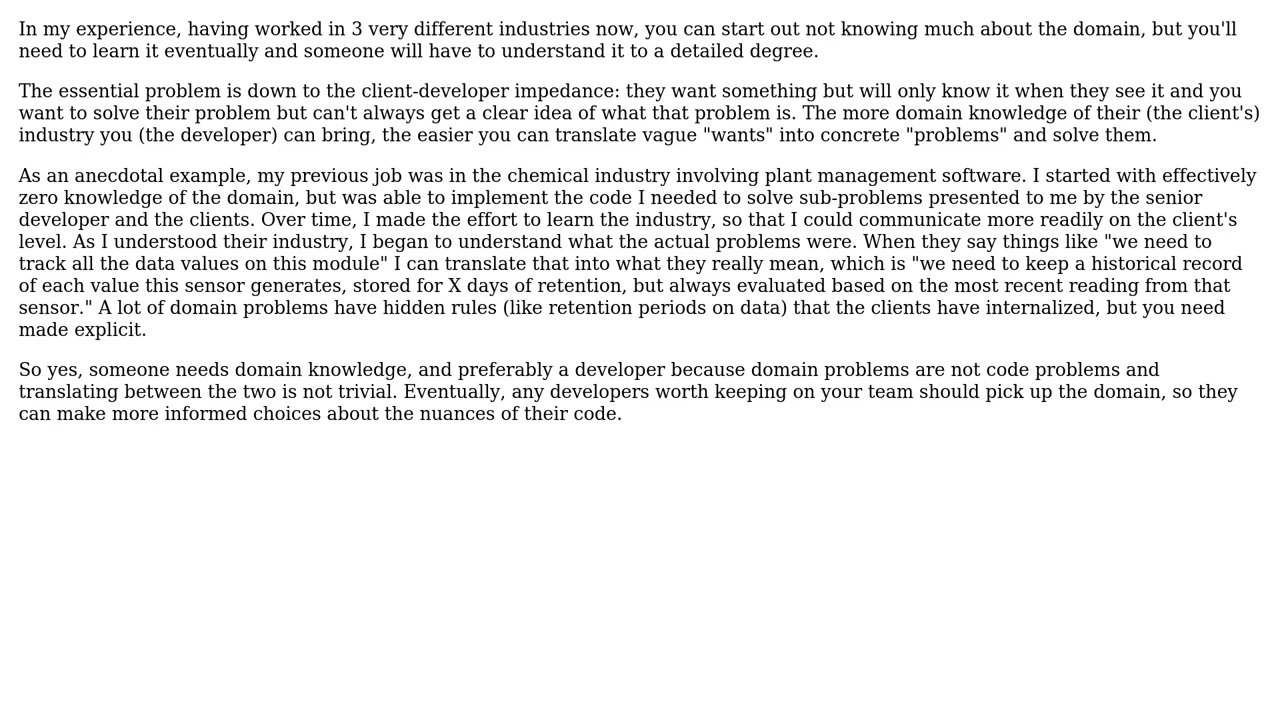 In my experience, having worked in 3 very different industries now, you can start out not knowing much about the domain, but you'll
need to learn it eventually and someone will have to understand it to a detailed degree.
The essential problem is down to the client-developer impedance: they want something but will only know it when they see it and you
want to solve their problem but can't always get a clear idea of what that problem is. The more domain knowledge of their (the client's)
industry you (the developer) can bring, the easier you can translate vague "wants" into concrete "problems" and solve them.
As an anecdotal example, my previous job was in the chemical industry involving plant management software. I started with effectively
zero knowledge of the domain, but was able to implement the code I needed to solve sub-problems presented to me by the senior
developer and the clients. Over time, I made the effort to learn the industry, so that I could communicate more readily on the client's
level. As I understood their industry, I began to understand what the actual problems were. When they say things like "we need to
track all the data values on this module" I can translate that into what they really mean, which is "we need to keep a historical record
of each value this sensor generates, stored for X days of retention, but always evaluated based on the most recent reading from that
sensor." A lot of domain problems have hidden rules (like retention periods on data) that the clients have internalized, but you need
made explicit.
So yes, someone needs domain knowledge, and preferably a developer because domain problems are not code problems and
translating between the two is not trivial. Eventually, any developers worth keeping on your team should pick up the domain, so they
can make more informed choices about the nuances of their code.